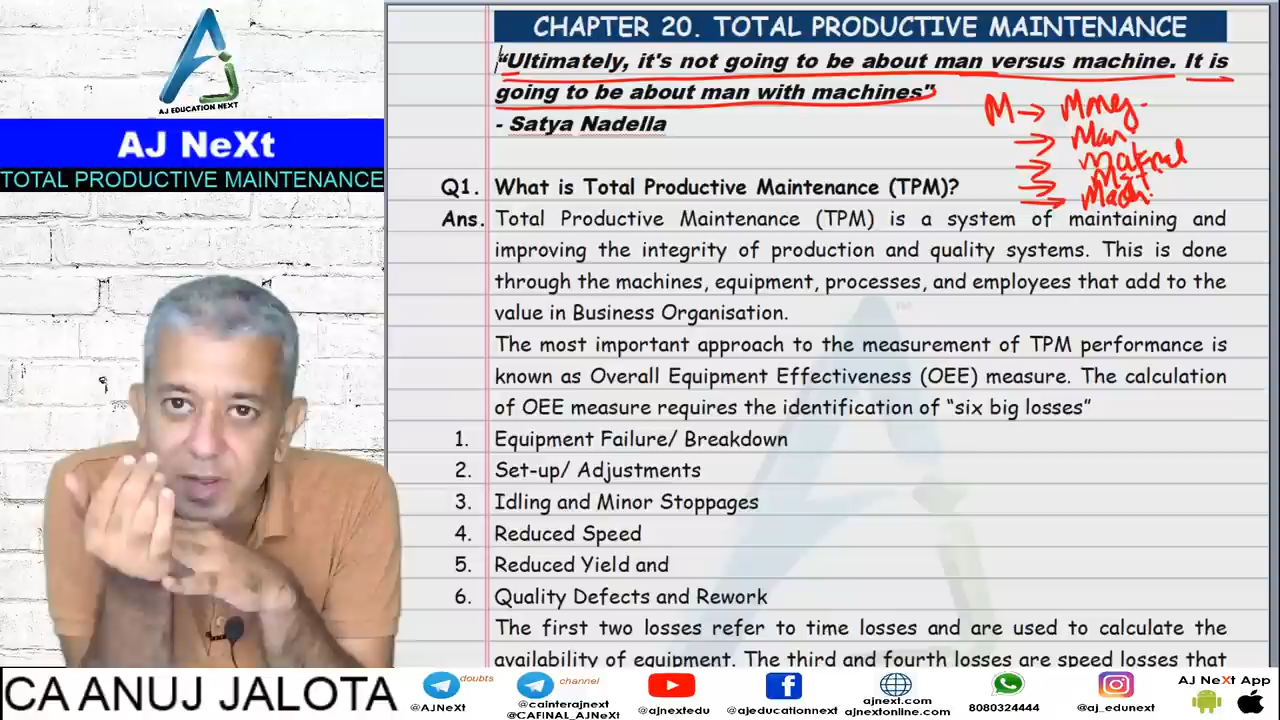 AJ EDUCATION NEXT
AJ NeXt
TOTAL PRODUCTIVE MAINTENANCE
CHAPTER 20. TOTAL PRODUCTIVE MAINTENANCE
“Ultimately, it's not going to be about man versus machine. It is
going to be about man with machines”
- Satya Nadella
M → Money
Man
Q1. What is Total Productive Maintenance (TPM)?
Ans. Total Productive Maintenance (TPM) is a system of maintaining and
improving the integrity of production and quality systems. This is done
through the machines, equipment, processes, and employees that add to the
value in Business Organisation.
The most important approach to the measurement of TPM performance is
known as Overall Equipment Effectiveness (OEE) measure. The calculation
of OEE measure requires the identification of “six big losses”
1. Equipment Failure/ Breakdown
2. Set-up/ Adjustments
3. Idling and Minor Stoppages
4. Reduced Speed
5. Reduced Yield and
6. Quality Defects and Rework
The first two losses refer to time losses and are used to calculate the
availability of equipment. The third and fourth losses are speed losses that
CA ANUJ JALOTA
doubts
@AJNeXt
channel
@cainterajnext
@CAFINAL_AJNeXt
@ajnextedu
@ajeducationnext
ajnext.com
ajnextonline.com
8080324444
@aj_edunext
AJ NeXt App